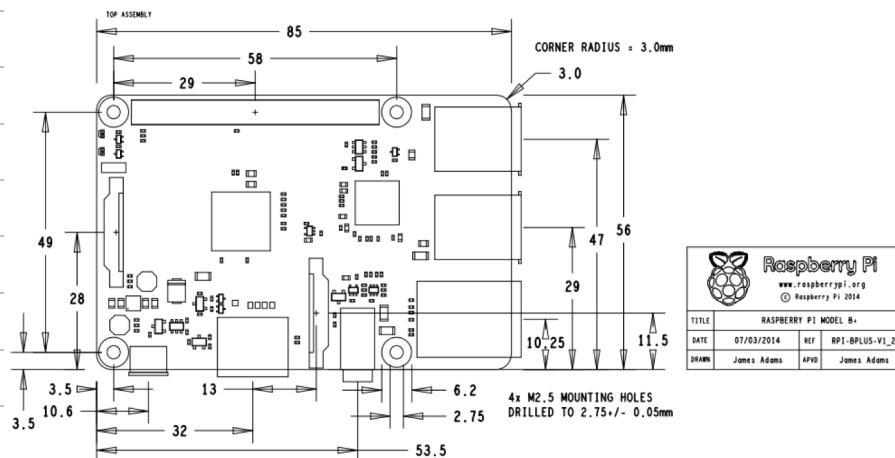 TOP ASSEMBLY
85
58
29
CORNER RADIUS = 3.0mm
3.0
49
28
56
47
29
10.25
11.5
3.5
3.5
10.6
13
32
53.5
6.2
2.75
4x M2.5 MOUNTING HOLES
DRILLED TO 2.75+/- 0.05mm
Raspberry Pi
www.raspberrypi.org
© Raspberry Pi 2014
TITLE RASPBERRY PI MODEL B+
DATE 07/03/2014 REF RPI-BPLUS-V1_2
DRAWN James Adams APVD James Adams